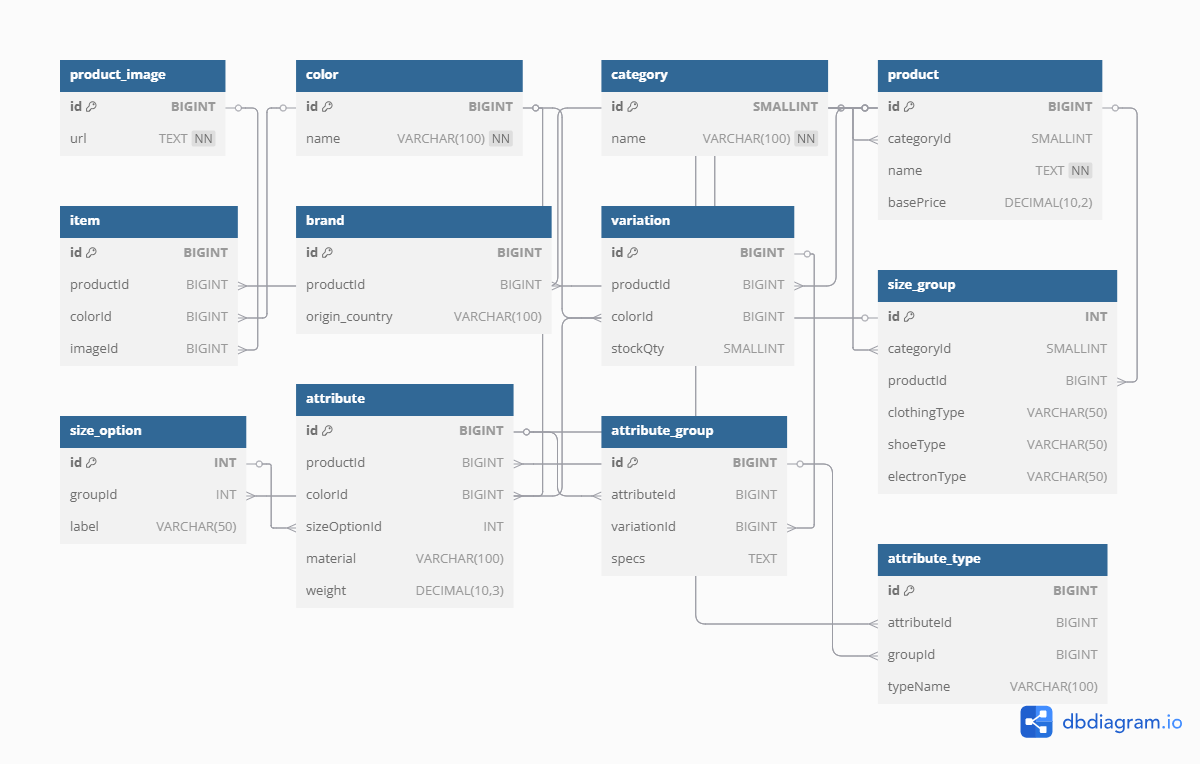 product_image
id BIGINT
url TEXT NN
color
id BIGINT
name VARCHAR(100) NN
category
id SMALLINT
name VARCHAR(100) NN
product
id BIGINT
categoryId SMALLINT
name TEXT NN
basePrice DECIMAL(10,2)
item
id BIGINT
productId BIGINT
colorId BIGINT
imageId BIGINT
brand
id BIGINT
productId BIGINT
origin_country VARCHAR(100)
variation
id BIGINT
productId BIGINT
colorId BIGINT
stockQty SMALLINT
size_group
id INT
categoryId SMALLINT
productId BIGINT
clothingType VARCHAR(50)
shoeType VARCHAR(50)
electronType VARCHAR(50)
size_option
id INT
groupId INT
label VARCHAR(50)
attribute
id BIGINT
productId BIGINT
colorId BIGINT
sizeOptionId INT
material VARCHAR(100)
weight DECIMAL(10,3)
attribute_group
id BIGINT
attributeId BIGINT
variationId BIGINT
specs TEXT
attribute_type
id BIGINT
attributeId BIGINT
groupId BIGINT
typeName VARCHAR(100)
dbdiagram.io